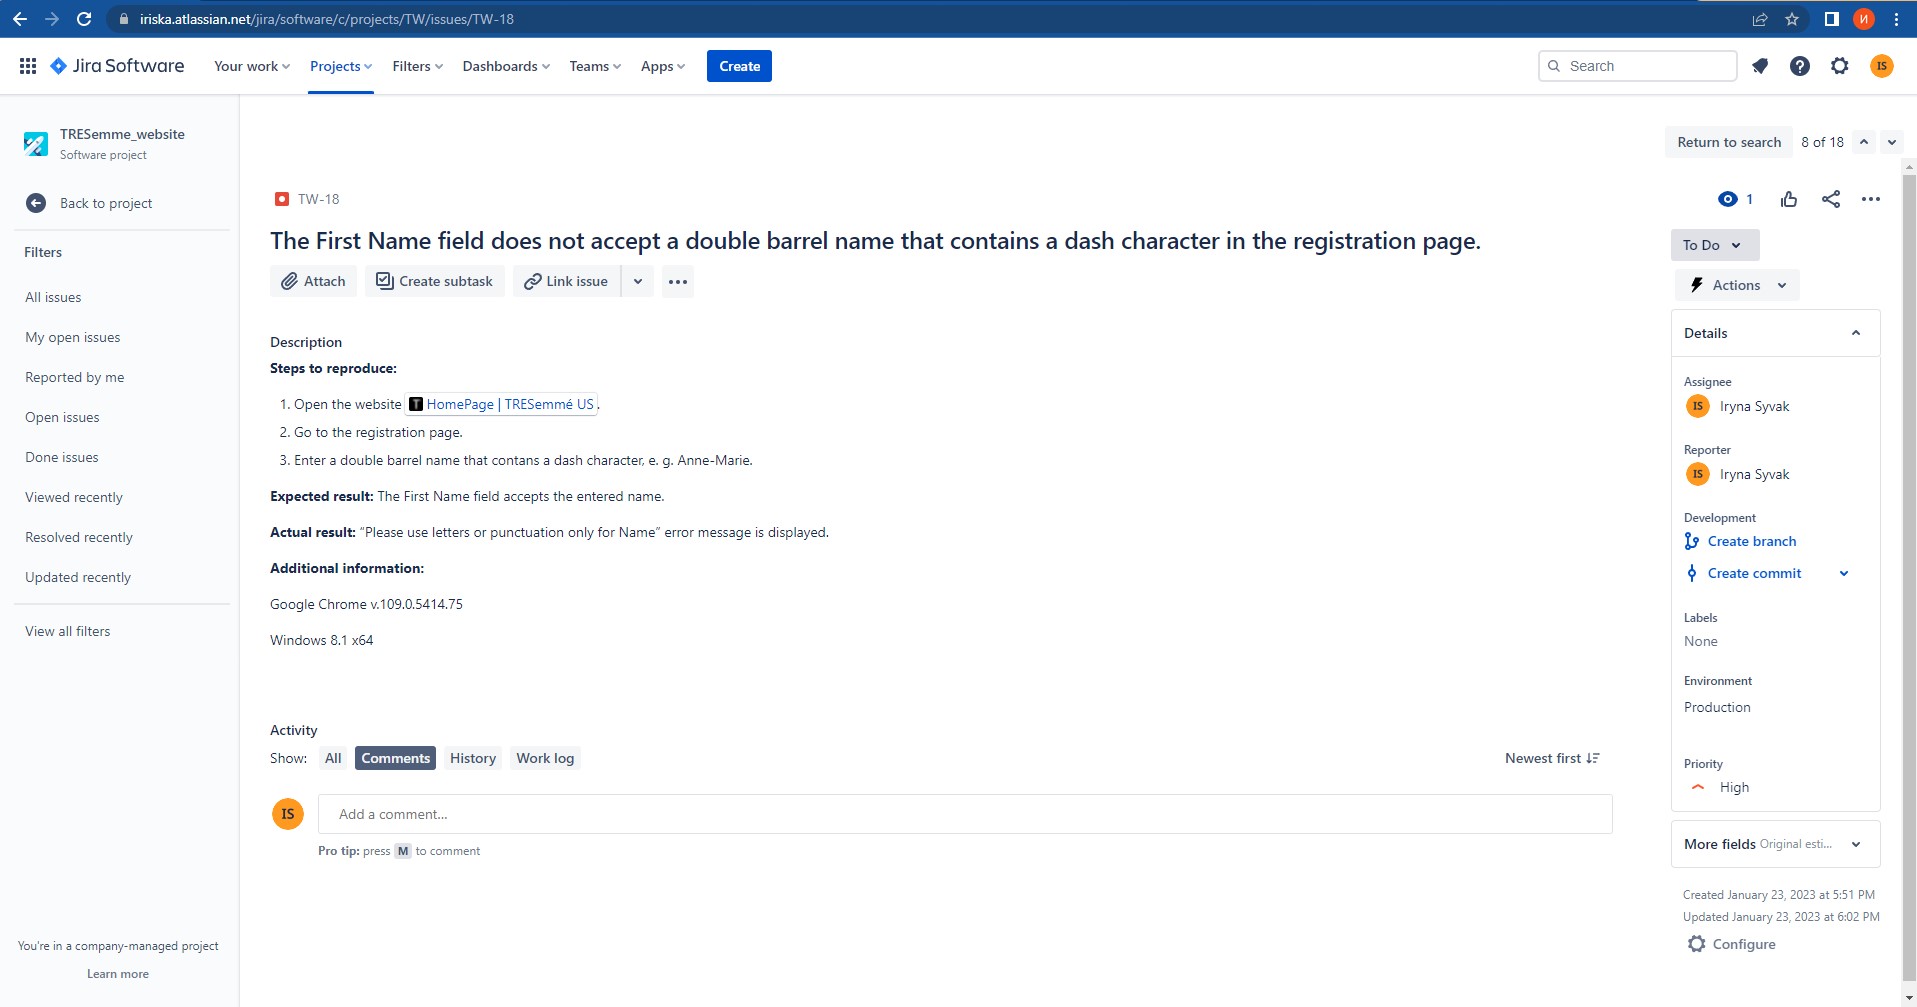 iriska.atlassian.net/jira/software/c/projects/TW/issues/TW-18
И
Jira Software Your work Projects Filters Dashboards Teams Apps Create Search IS
TRESemme_website
Software project
Back to project
Filters
All issues
My open issues
Reported by me
Open issues
Done issues
Viewed recently
Resolved recently
Updated recently
View all filters
You're in a company-managed project
Learn more
Return to search 8 of 18
TW-18
1
The First Name field does not accept a double barrel name that contains a dash character in the registration page.
Attach Create subtask Link issue
Description
Steps to reproduce:
1. Open the website T HomePage | TRESemmé US .
2. Go to the registration page.
3. Enter a double barrel name that contans a dash character, e. g. Anne-Marie.
Expected result: The First Name field accepts the entered name.
Actual result: “Please use letters or punctuation only for Name” error message is displayed.
Additional information:
Google Chrome v.109.0.5414.75
Windows 8.1 x64
Activity
Show: All Comments History Work log
Newest first
IS Add a comment...
Pro tip: press M to comment
To Do
Actions
Details
Assignee
IS Iryna Syvak
Reporter
IS Iryna Syvak
Development
Create branch
Create commit
Labels
None
Environment
Production
Priority
High
More fields Original esti...
Created January 23, 2023 at 5:51 PM
Updated January 23, 2023 at 6:02 PM
Configure